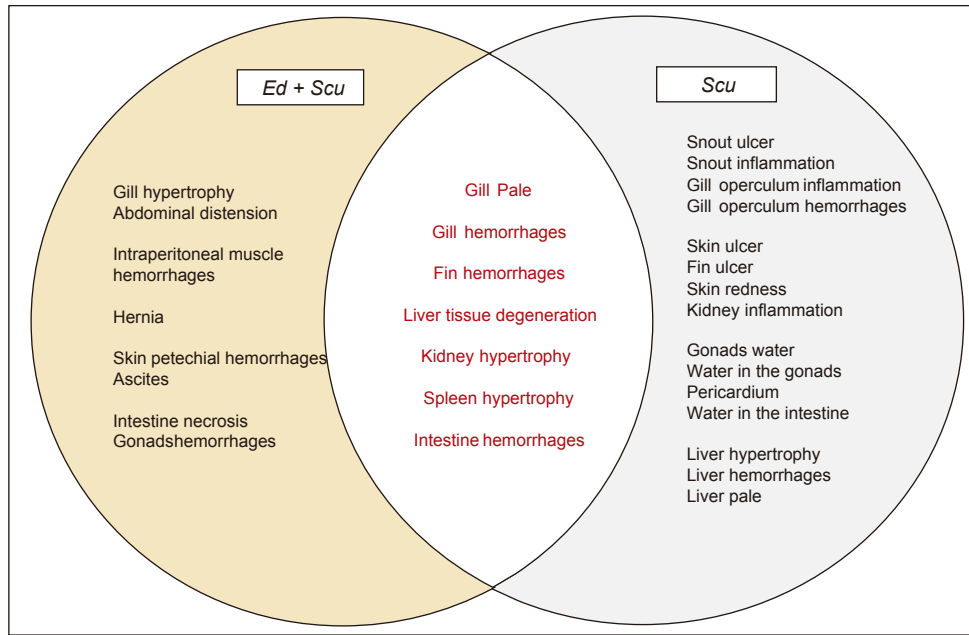 Ed + Scu
Gill hypertrophy
Abdominal distension
Intraperitoneal muscle
hemorrhages
Hernia
Skin petechial hemorrhages
Ascites
Intestine necrosis
Gonadshemorrhages
Gill Pale
Gill hemorrhages
Fin hemorrhages
Liver tissue degeneration
Kidney hypertrophy
Spleen hypertrophy
Intestine hemorrhages
Scu
Snout ulcer
Snout inflammation
Gill operculum inflammation
Gill operculum hemorrhages
Skin ulcer
Fin ulcer
Skin redness
Kidney inflammation
Gonads water
Water in the gonads
Pericardium
Water in the intestine
Liver hypertrophy
Liver hemorrhages
Liver pale